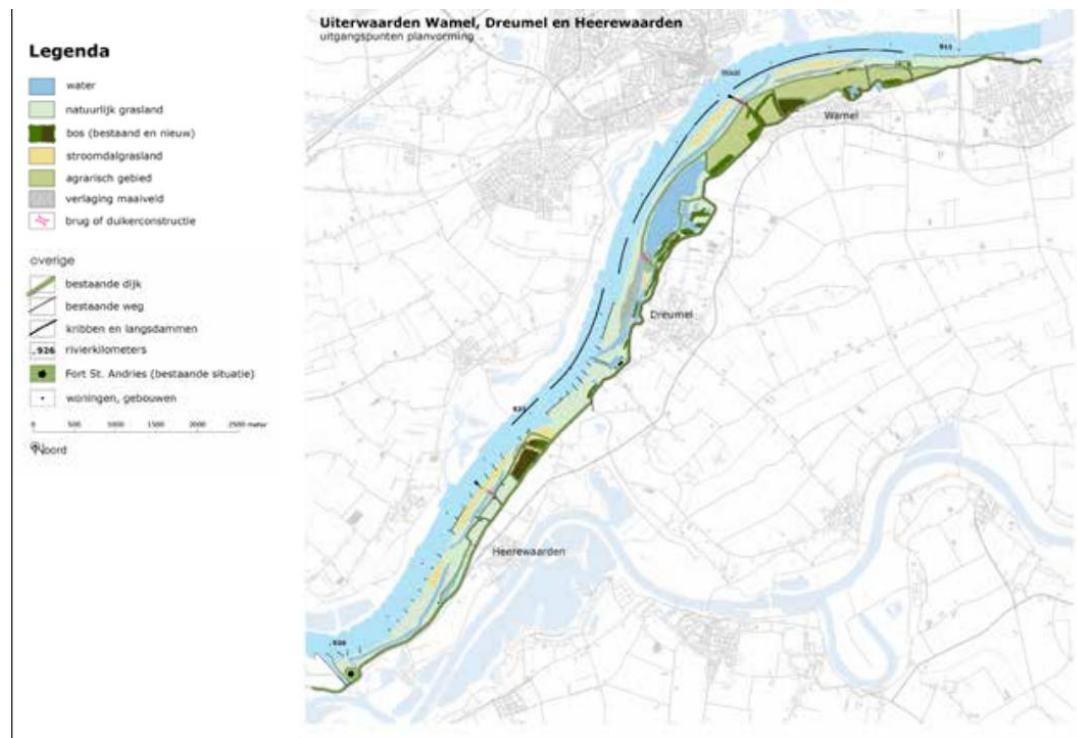 Uiterwaarden Wamel, Dreumel en Heerewaarden
uitgangspunten planvorming
Legenda
water
natuurlijk grasland
bos (bestaand en nieuw)
stroomdalgrasland
agrarisch gebied
verlaging maaiveld
brug of duikerconstructie
overige
bestaande dijk
bestaande weg
kribben en langsdammen
.926 rivierkilometers
Fort St. Andries (bestaande situatie)
woningen, gebouwen
0 500 1000 1500 2000 2500 meter
Noord
Waal
Wamel
Dreumel
Heerewaarden
.926